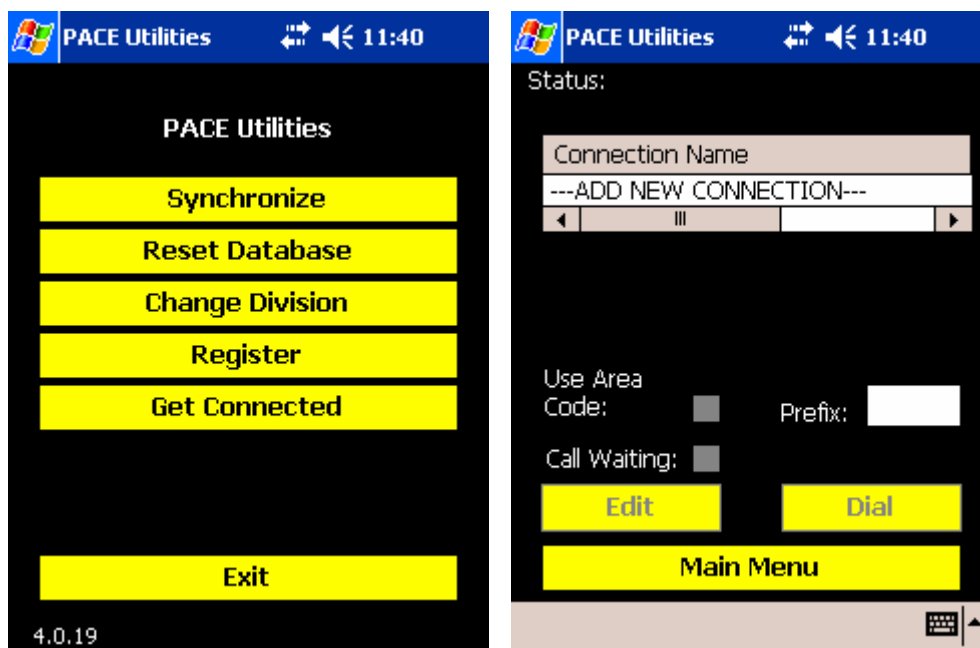 PACE Utilities 11:40
PACE Utilities
Synchronize
Reset Database
Change Division
Register
Get Connected
Exit
4.0.19
PACE Utilities 11:40
Status:
Connection Name
---ADD NEW CONNECTION---
Use Area
Code:
Prefix:
Call Waiting:
Edit
Dial
Main Menu